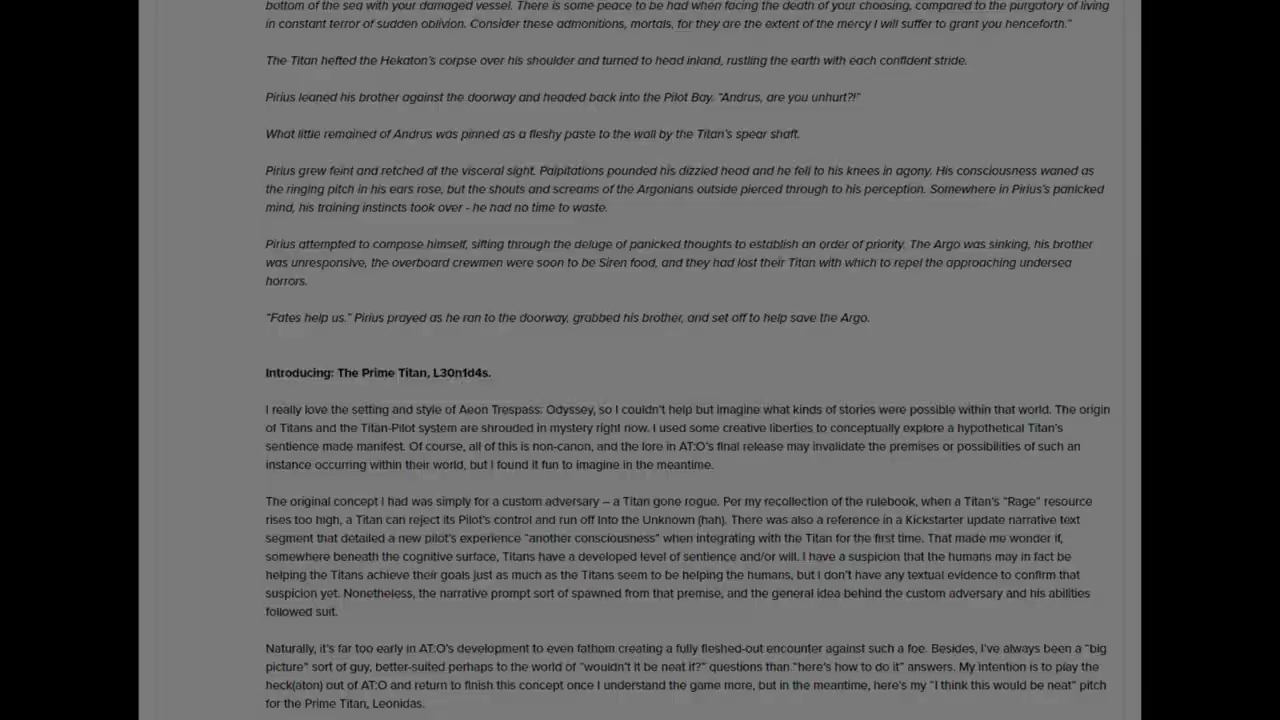 bottom of the sea with your damaged vessel. There is some peace to be had when facing the death of your choosing, compared to the purgatory of living
in constant terror of sudden oblivion. Consider these admonitions, mortals, for they are the extent of the mercy I will suffer to grant you henceforth.”
The Titan hefted the Hekaton’s corpse over his shoulder and turned to head inland, rustling the earth with each confident stride.
Pirius leaned his brother against the doorway and headed back into the Pilot Bay. “Andrus, are you unhurt?!”
What little remained of Andrus was pinned as a fleshy paste to the wall by the Titan’s spear shaft.
Pirius grew feint and retched at the visceral sight. Palpitations pounded his dizzied head and he fell to his knees in agony. His consciousness waned as
the ringing pitch in his ears rose, but the shouts and screams of the Argonians outside pierced through to his perception. Somewhere in Pirius’s panicked
mind, his training instincts took over - he had no time to waste.
Pirius attempted to compose himself, sifting through the deluge of panicked thoughts to establish an order of priority. The Argo was sinking, his brother
was unresponsive, the overboard crewmen were soon to be Siren food, and they had lost their Titan with which to repel the approaching undersea
horrors.
“Fates help us.” Pirius prayed as he ran to the doorway, grabbed his brother, and set off to help save the Argo.
Introducing: The Prime Titan, L30n1d4s.
I really love the setting and style of Aeon Trespass: Odyssey, so I couldn’t help but imagine what kinds of stories were possible within that world. The origin
of Titans and the Titan-Pilot system are shrouded in mystery right now. I used some creative liberties to conceptually explore a hypothetical Titan’s
sentience made manifest. Of course, all of this is non-canon, and the lore in AT:O’s final release may invalidate the premises or possibilities of such an
instance occurring within their world, but I found it fun to imagine in the meantime.
The original concept I had was simply for a custom adversary – a Titan gone rogue. Per my recollection of the rulebook, when a Titan’s “Rage” resource
rises too high, a Titan can reject its Pilot’s control and run off into the Unknown (hah). There was also a reference in a Kickstarter update narrative text
segment that detailed a new pilot’s experience “another consciousness” when integrating with the Titan for the first time. That made me wonder if,
somewhere beneath the cognitive surface, Titans have a developed level of sentience and/or will. I have a suspicion that the humans may in fact be
helping the Titans achieve their goals just as much as the Titans seem to be helping the humans, but I don’t have any textual evidence to confirm that
suspicion yet. Nonetheless, the narrative prompt sort of spawned from that premise, and the general idea behind the custom adversary and his abilities
followed suit.
Naturally, it’s far too early in AT:O’s development to even fathom creating a fully fleshed-out encounter against such a foe. Besides, I’ve always been a “big
picture” sort of guy, better-suited perhaps to the world of “wouldn’t it be neat if?” questions than “here’s how to do it” answers. My intention is to play the
heck(aton) out of AT:O and return to finish this concept once I understand the game more, but in the meantime, here’s my “I think this would be neat” pitch
for the Prime Titan, Leonidas.